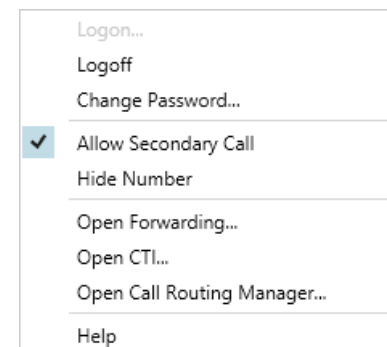 Logon...
Logoff
Change Password...
Allow Secondary Call
Hide Number
Open Forwarding...
Open CTI...
Open Call Routing Manager...
Help